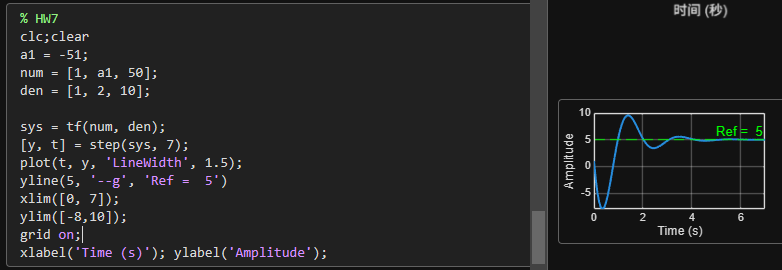 % HW7
clc;clear
a1 = -51;
num = [1, a1, 50];
den = [1, 2, 10];
sys = tf(num, den);
[y, t] = step(sys, 7);
plot(t, y, 'LineWidth', 1.5);
yline(5, '--g', 'Ref =  5')
xlim([0, 7]);
ylim([-8,10]);
grid on;
xlabel('Time (s)'); ylabel('Amplitude');
时间 (秒)
10
5
0
-5
Amplitude
Ref =  5
0
2
4
6
Time (s)